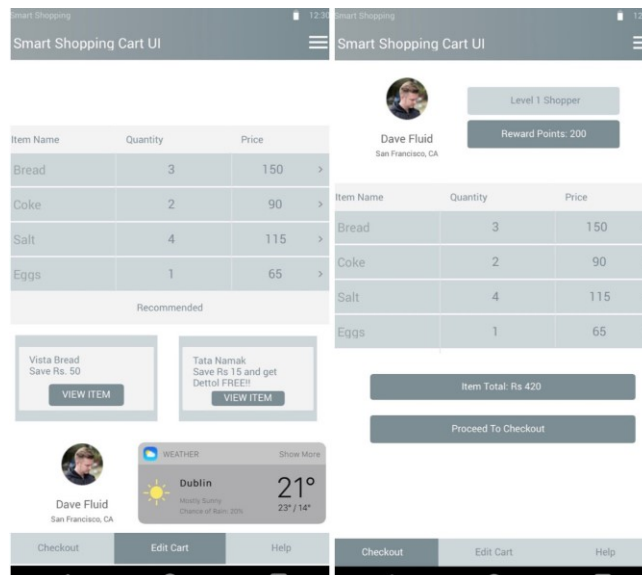 Smart Shopping
12:30
Smart Shopping Cart UI
Item Name Quantity Price
Bread 3 150 >
Coke 2 90 >
Salt 4 115 >
Eggs 1 65 >
Recommended
Vista Bread
Save Rs. 50
VIEW ITEM
Tata Namak
Save Rs 15 and get
Dettol FREE!!
VIEW ITEM
Dave Fluid
San Francisco, CA
WEATHER Show More
Dublin
Mostly Sunny
Chance of Rain: 20%
21°
23° / 14°
Checkout Edit Cart Help
Smart Shopping
12
Smart Shopping Cart UI
Level 1 Shopper
Reward Points: 200
Dave Fluid
San Francisco, CA
Item Name Quantity Price
Bread 3 150
Coke 2 90
Salt 4 115
Eggs 1 65
Item Total: Rs 420
Proceed To Checkout
Checkout Edit Cart Help